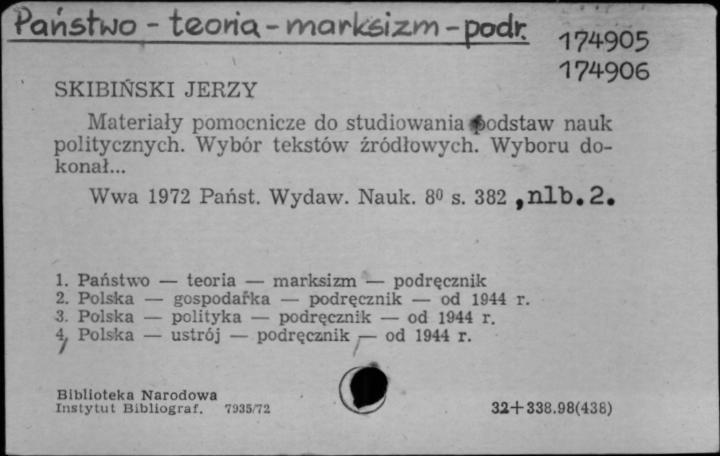 Państwo - teoria - marksizm - podr.
174905
174906
SKIBIŃSKI JERZY
Materiały pomocnicze do studiowania podstaw nauk
politycznych. Wybór tekstów źródłowych. Wyboru do-
konał...
Wwa 1972 Państ. Wydaw. Nauk. 8⁰ s. 382 , nlb. 2.
1. Państwo — teoria — marksizm — podręcznik
2. Polska — gospodarka — podręcznik — od 1944 r.
3. Polska — polityka — podręcznik — od 1944 r.
4. Polska — ustrój — podręcznik — od 1944 r.
Biblioteka Narodowa
Instytut Bibliograf. 7935/72
32+338.98(438)